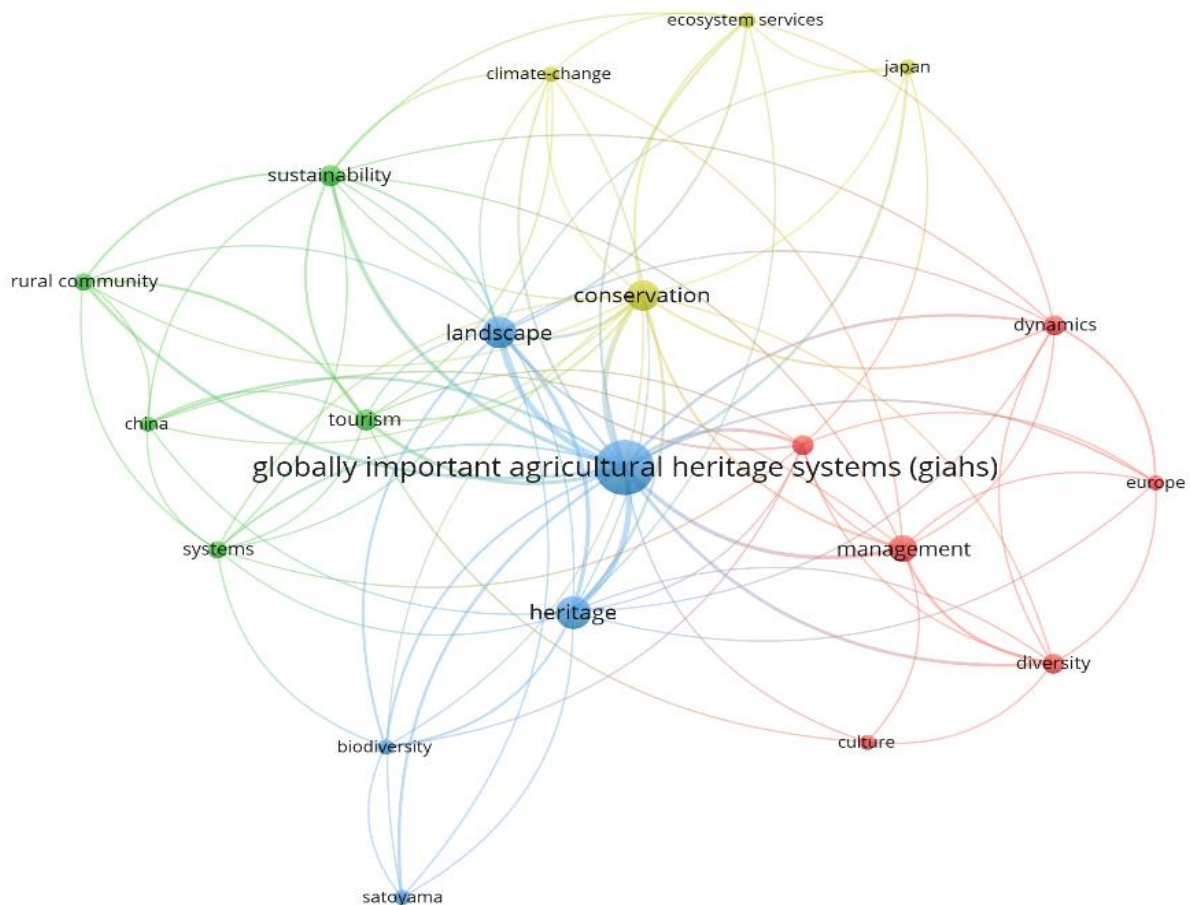 ecosystem services
japan
climate-change
sustainability
rural community
conservation
dynamics
landscape
tourism
china
globally important agricultural heritage systems (giahs)
europe
systems
management
heritage
diversity
culture
biodiversity
satoyama